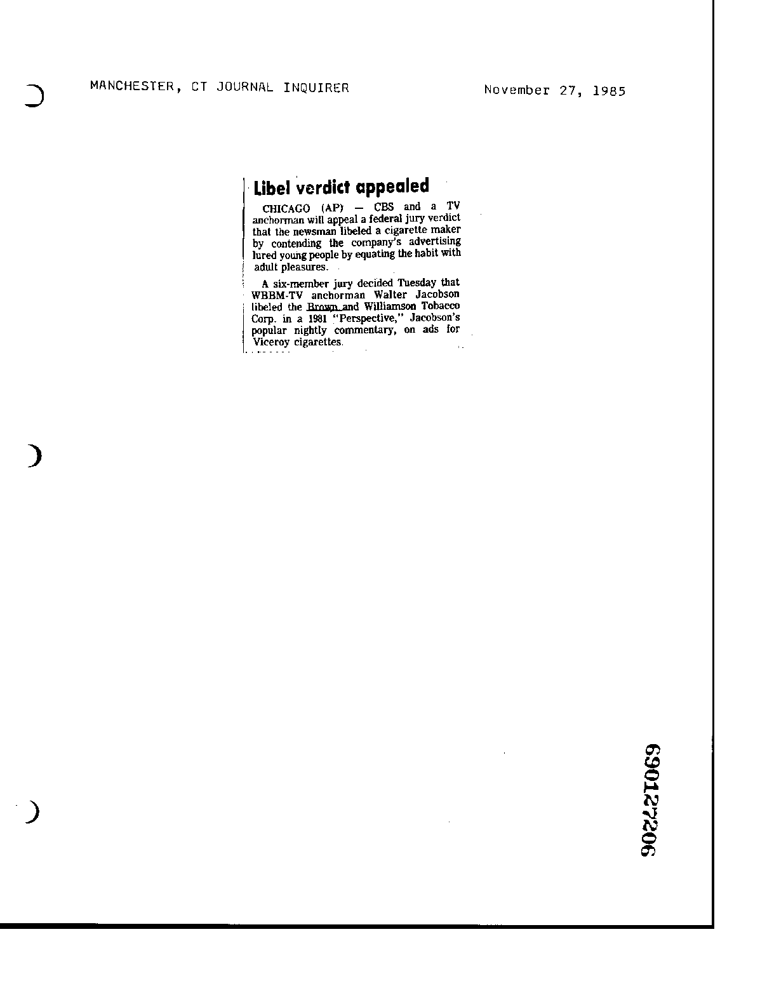 MANCHESTER, CT JOURNAL INQUIRER
November 27, 1985
Libel verdict appealed
CHICAGO (AP) — CBS and a TV
anchorman will appeal a federal jury verdict
that the newsman libeled a cigarette maker
by contending the company's advertising
lured young people by equating the habit with
adult pleasures.
A six-member jury decided Tuesday that
WBBM-TV anchorman Walter Jacobson
libeled the Brown and Williamson Tobacco
Corp. in a 1981 "Perspective," Jacobson's
popular nightly commentary, on ads for
Viceroy cigarettes.
690127206